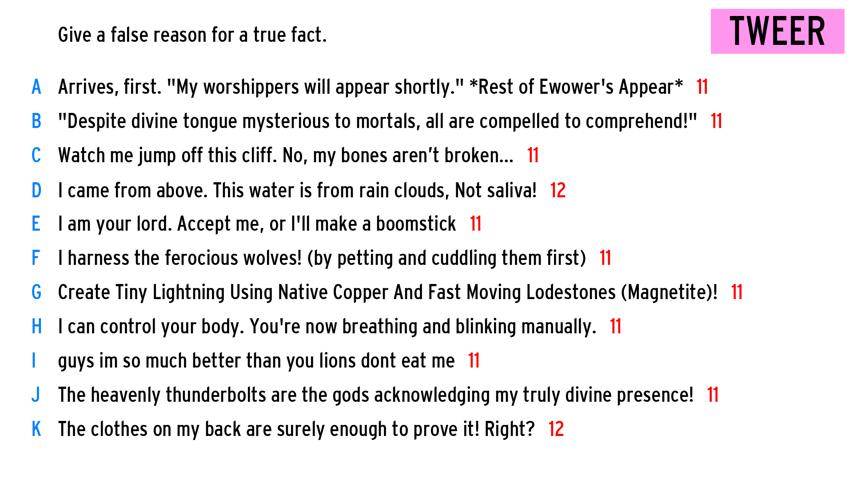 Give a false reason for a true fact.
TWEER
A Arrives, first. "My worshippers will appear shortly." *Rest of Ewower's Appear* 11
B "Despite divine tongue mysterious to mortals, all are compelled to comprehend!" 11
C Watch me jump off this cliff. No, my bones aren't broken... 11
D I came from above. This water is from rain clouds, Not saliva! 12
E I am your lord. Accept me, or I'll make a boomstick 11
F I harness the ferocious wolves! (by petting and cuddling them first) 11
G Create Tiny Lightning Using Native Copper And Fast Moving Lodestones (Magnetite)! 11
H I can control your body. You're now breathing and blinking manually. 11
I guys im so much better than you lions dont eat me 11
J The heavenly thunderbolts are the gods acknowledging my truly divine presence! 11
K The clothes on my back are surely enough to prove it! Right? 12